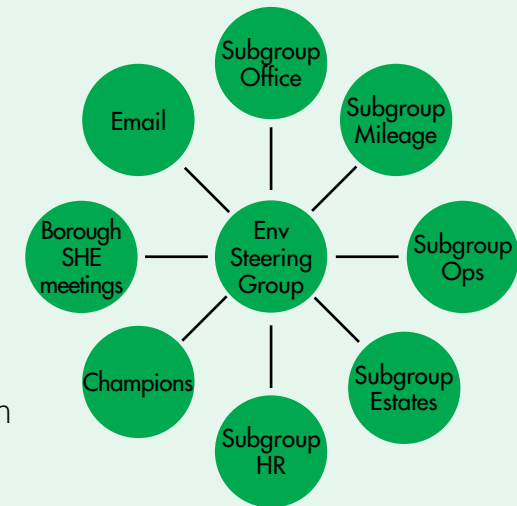 Subgroup
Office
Subgroup
Mileage
Email
Borough
SHE
meetings
Env
Steering
Group
Subgroup
Ops
Champions
Subgroup
Estates
n
Subgroup
HR